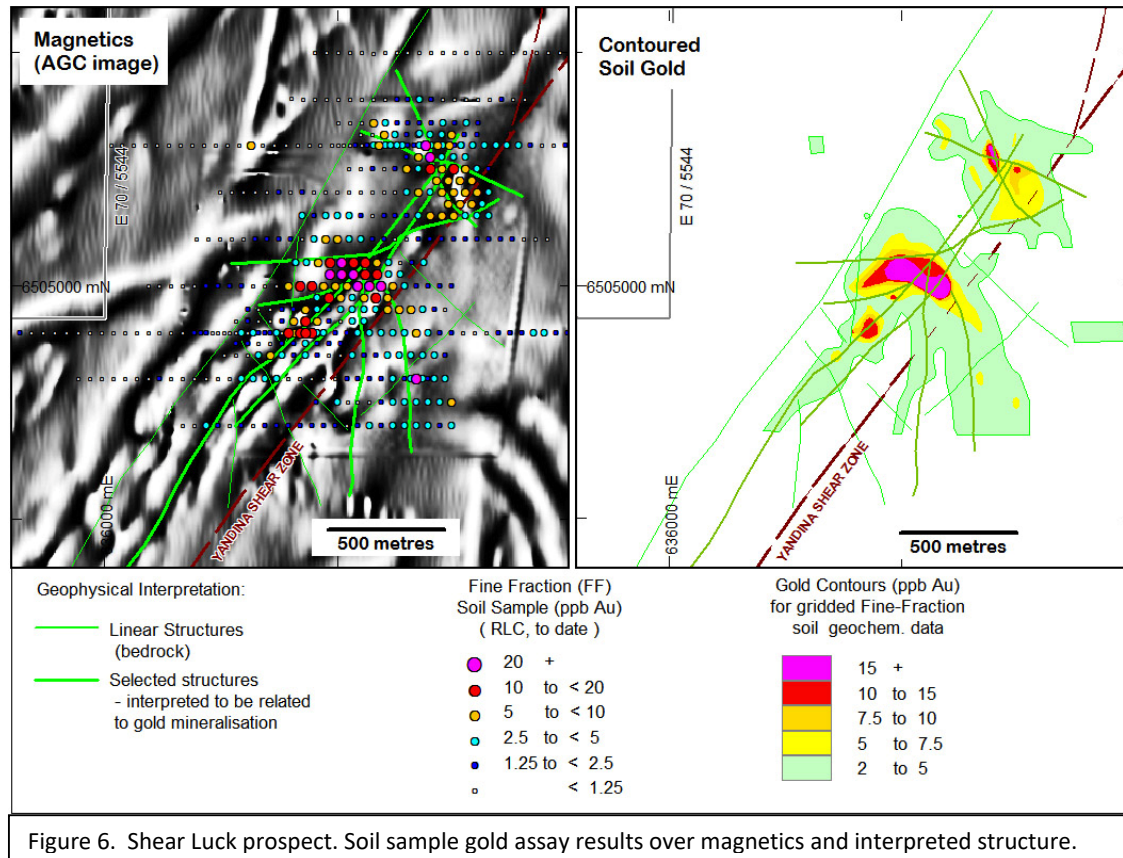 Magnetics
(AGC image)
E 70 / 5544
6505000 mN
636000 mE
YANDINA SHEAR ZONE
500 metres
Contoured
Soil Gold
E 70 / 5544
6505000 mN
636000 mE
YANDINA SHEAR ZONE
500 metres
Geophysical Interpretation:
Linear Structures
(bedrock)
Selected structures
- interpreted to be related
to gold mineralisation
Fine Fraction (FF)
Soil Sample (ppb Au)
( RLC, to date )
20 +
10 to < 20
5 to < 10
2.5 to < 5
1.25 to < 2.5
< 1.25
Gold Contours (ppb Au)
for gridded Fine-Fraction
soil geochem. data
15 +
10 to 15
7.5 to 10
5 to 7.5
2 to 5
Figure 6. Shear Luck prospect. Soil sample gold assay results over magnetics and interpreted structure.